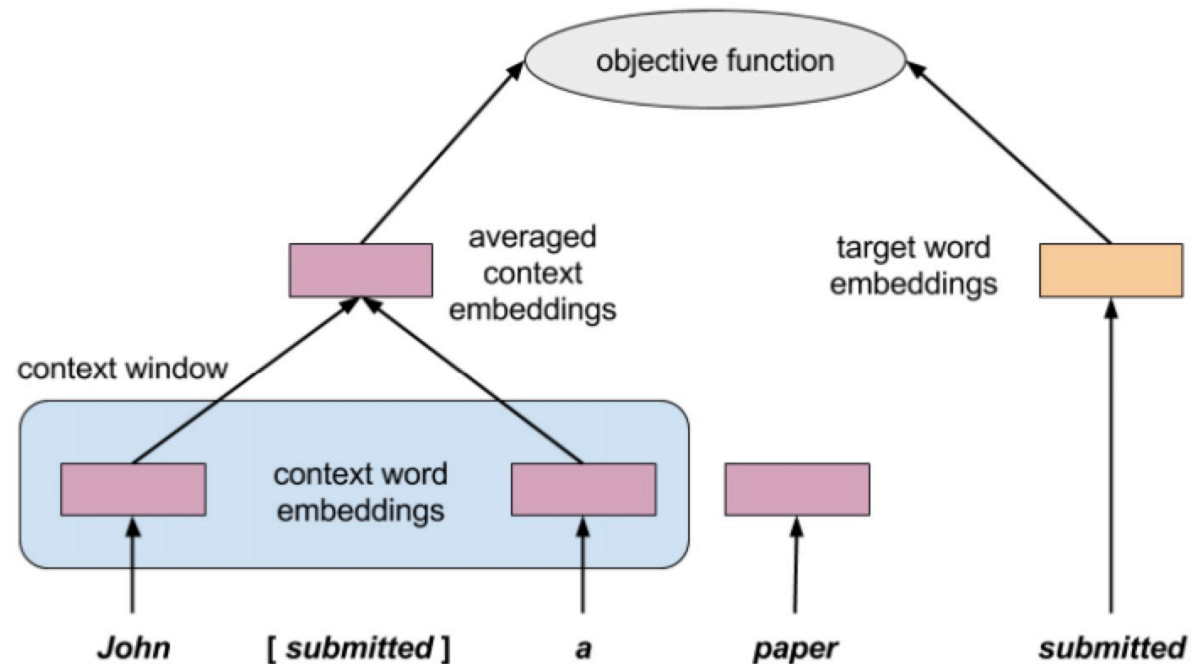 objective function
averaged
context
embeddings
target word
embeddings
context window
context word
embeddings
John [ submitted ] a paper submitted